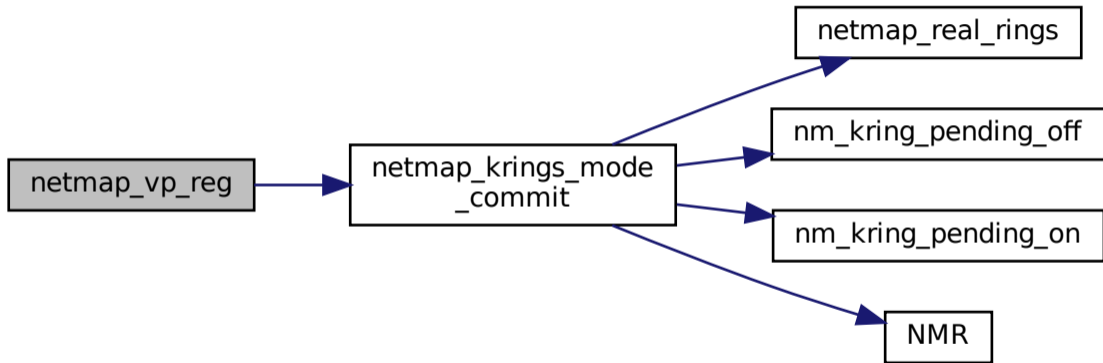 netmap_vp_reg
netmap_krings_mode
_commit
netmap_real_rings
nm_kring_pending_off
nm_kring_pending_on
NMR